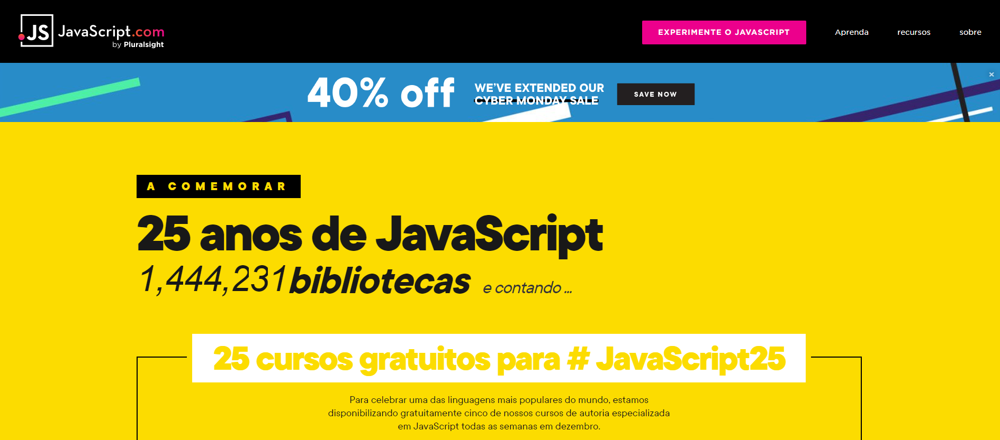 .JS JavaScript.com
by Pluralsight
EXPERIMENTE O JAVASCRIPT
Aprenda
recursos
sobre
40% off
WE'VE EXTENDED OUR
CYBER MONDAY SALE
SAVE NOW
×
A COMEMORAR
25 anos de JavaScript
1,444,231 bibliotecas e contando ...
25 cursos gratuitos para # JavaScript25
Para celebrar uma das linguagens mais populares do mundo, estamos
disponibilizando gratuitamente cinco de nossos cursos de autoria especializada
em JavaScript todas as semanas em dezembro.